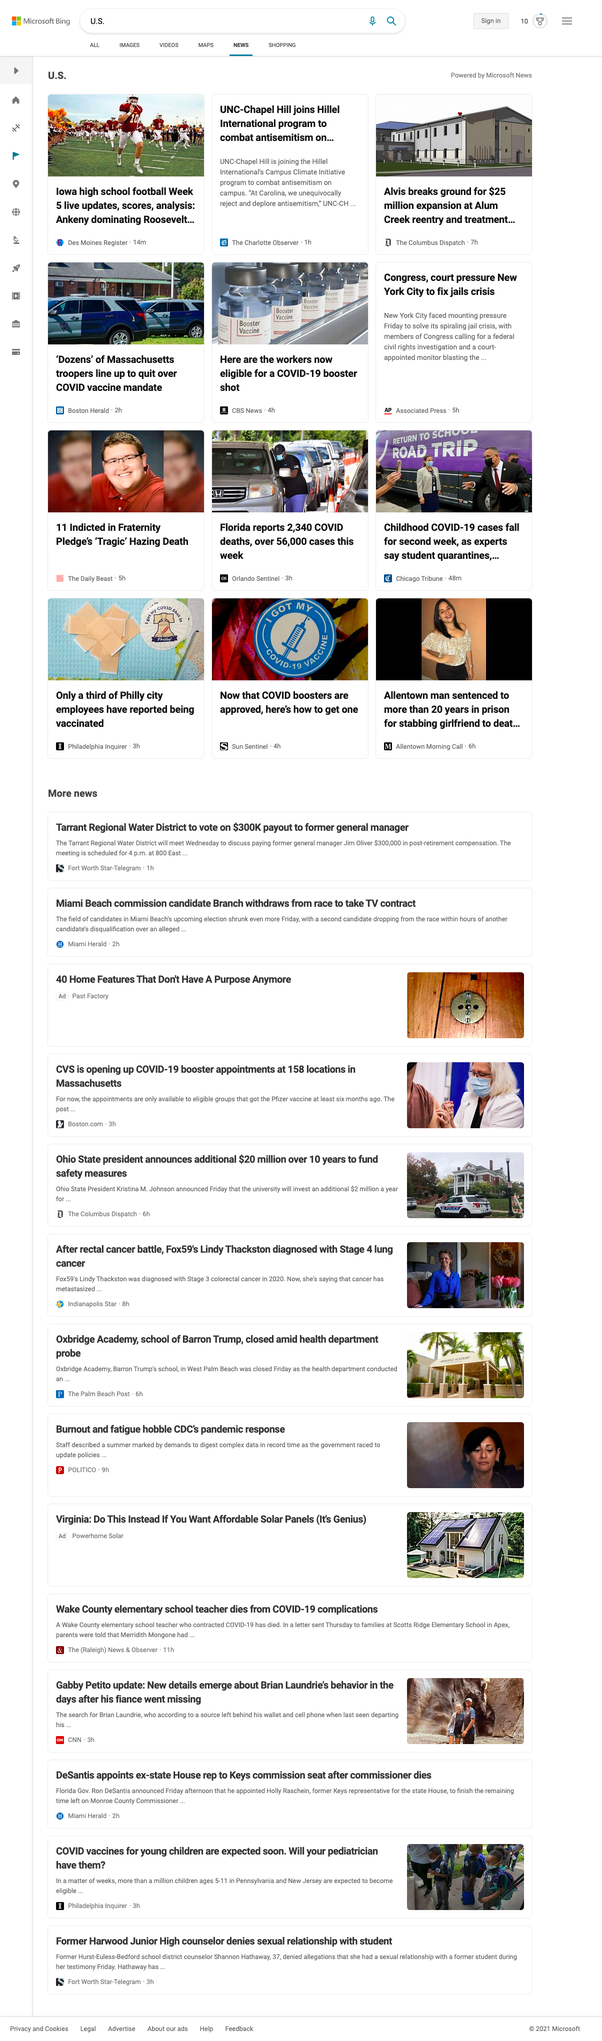 Microsoft Bing
U.S.
Sign in
10
ALL
IMAGES
VIDEOS
MAPS
NEWS
SHOPPING
U.S.
Powered by Microsoft News
Iowa high school football Week
5 live updates, scores, analysis:
Ankeny dominating Roosevelt...
Des Moines Register · 14m
UNC-Chapel Hill joins Hillel
International program to
combat antisemitism on...
UNC-Chapel Hill is joining the Hillel
International's Campus Climate Initiative
program to combat antisemitism on
campus. "At Carolina, we unequivocally
reject and deplore antisemitism," UNC-CH ...
The Charlotte Observer · 1h
Alvis breaks ground for $25
million expansion at Alum
Creek reentry and treatment...
The Columbus Dispatch · 7h
'Dozens' of Massachusetts
troopers line up to quit over
COVID vaccine mandate
Boston Herald · 2h
Booster
Vaccine
Booster
Vaccine
Here are the workers now
eligible for a COVID-19 booster
shot
CBS News · 4h
Congress, court pressure New
York City to fix jails crisis
New York City faced mounting pressure
Friday to solve its spiraling jail crisis, with
members of Congress calling for a federal
civil rights investigation and a court-
appointed monitor blasting the ...
AP
Associated Press · 5h
11 Indicted in Fraternity
Pledge's 'Tragic' Hazing Death
The Daily Beast · 5h
Florida reports 2,340 COVID
deaths, over 56,000 cases this
week
Orlando Sentinel · 3h
RETURN TO SCHOOL
ROAD TRIP
Childhood COVID-19 cases fall
for second week, as experts
say student quarantines,...
Chicago Tribune · 48m
Only a third of Philly city
employees have reported being
vaccinated
Philadelphia Inquirer · 3h
I GOT MY
COVID-19 VACCINE
Now that COVID boosters are
approved, here's how to get one
Sun Sentinel · 4h
Allentown man sentenced to
more than 20 years in prison
for stabbing girlfriend to deat...
Allentown Morning Call · 6h
More news
Tarrant Regional Water District to vote on $300K payout to former general manager
The Tarrant Regional Water District will meet Wednesday to discuss paying former general manager Jim Oliver $300,000 in post-retirement compensation. The
meeting is scheduled for 4 p.m. at 800 East ...
Fort Worth Star-Telegram · 1h
Miami Beach commission candidate Branch withdraws from race to take TV contract
The field of candidates in Miami Beach's upcoming election shrunk even more Friday, with a second candidate dropping from the race within hours of another
candidate's disqualification over an alleged ...
Miami Herald · 2h
40 Home Features That Don't Have A Purpose Anymore
Ad Past Factory
CVS is opening up COVID-19 booster appointments at 158 locations in
Massachusetts
For now, the appointments are only available to eligible groups that got the Pfizer vaccine at least six months ago. The
post ...
Boston.com · 3h
Ohio State president announces additional $20 million over 10 years to fund
safety measures
Ohio State President Kristina M. Johnson announced Friday that the university will invest an additional $2 million a year
for ...
The Columbus Dispatch · 6h
After rectal cancer battle, Fox59's Lindy Thackston diagnosed with Stage 4 lung
cancer
Fox59's Lindy Thackston was diagnosed with Stage 3 colorectal cancer in 2020. Now, she's saying that cancer has
metastasized ...
Indianapolis Star · 8h
Oxbridge Academy, school of Barron Trump, closed amid health department
probe
Oxbridge Academy, Barron Trump's school, in West Palm Beach was closed Friday as the health department conducted
an ...
The Palm Beach Post · 6h
Burnout and fatigue hobble CDC's pandemic response
Staff described a summer marked by demands to digest complex data in record time as the government raced to
update policies ...
POLITICO · 9h
Virginia: Do This Instead If You Want Affordable Solar Panels (It's Genius)
Ad Powerhome Solar
Wake County elementary school teacher dies from COVID-19 complications
A Wake County elementary school teacher who contracted COVID-19 has died. In a letter sent Thursday to families at Scotts Ridge Elementary School in Apex,
parents were told that Merridith Mongone had ...
The (Raleigh) News & Observer · 11h
Gabby Petito update: New details emerge about Brian Laundrie's behavior in the
days after his fiance went missing
The search for Brian Laundrie, who according to a source left behind his wallet and cell phone when last seen departing
his ...
CNN · 3h
DeSantis appoints ex-state House rep to Keys commission seat after commissioner dies
Florida Gov. Ron DeSantis announced Friday afternoon that he appointed Holly Raschein, former Keys representative for the state House, to finish the remaining
time left on Monroe County Commissioner ...
Miami Herald · 2h
COVID vaccines for young children are expected soon. Will your pediatrician
have them?
In a matter of weeks, more than a million children ages 5-11 in Pennsylvania and New Jersey are expected to become
eligible ...
Philadelphia Inquirer · 3h
Former Harwood Junior High counselor denies sexual relationship with student
Former Hurst-Euless-Bedford school district counselor Shannon Hathaway, 37, denied allegations that she had a sexual relationship with a former student during
her testimony Friday. Hathaway has ...
Fort Worth Star-Telegram · 3h
Privacy and Cookies
Legal
Advertise
About our ads
Help
Feedback
© 2021 Microsoft